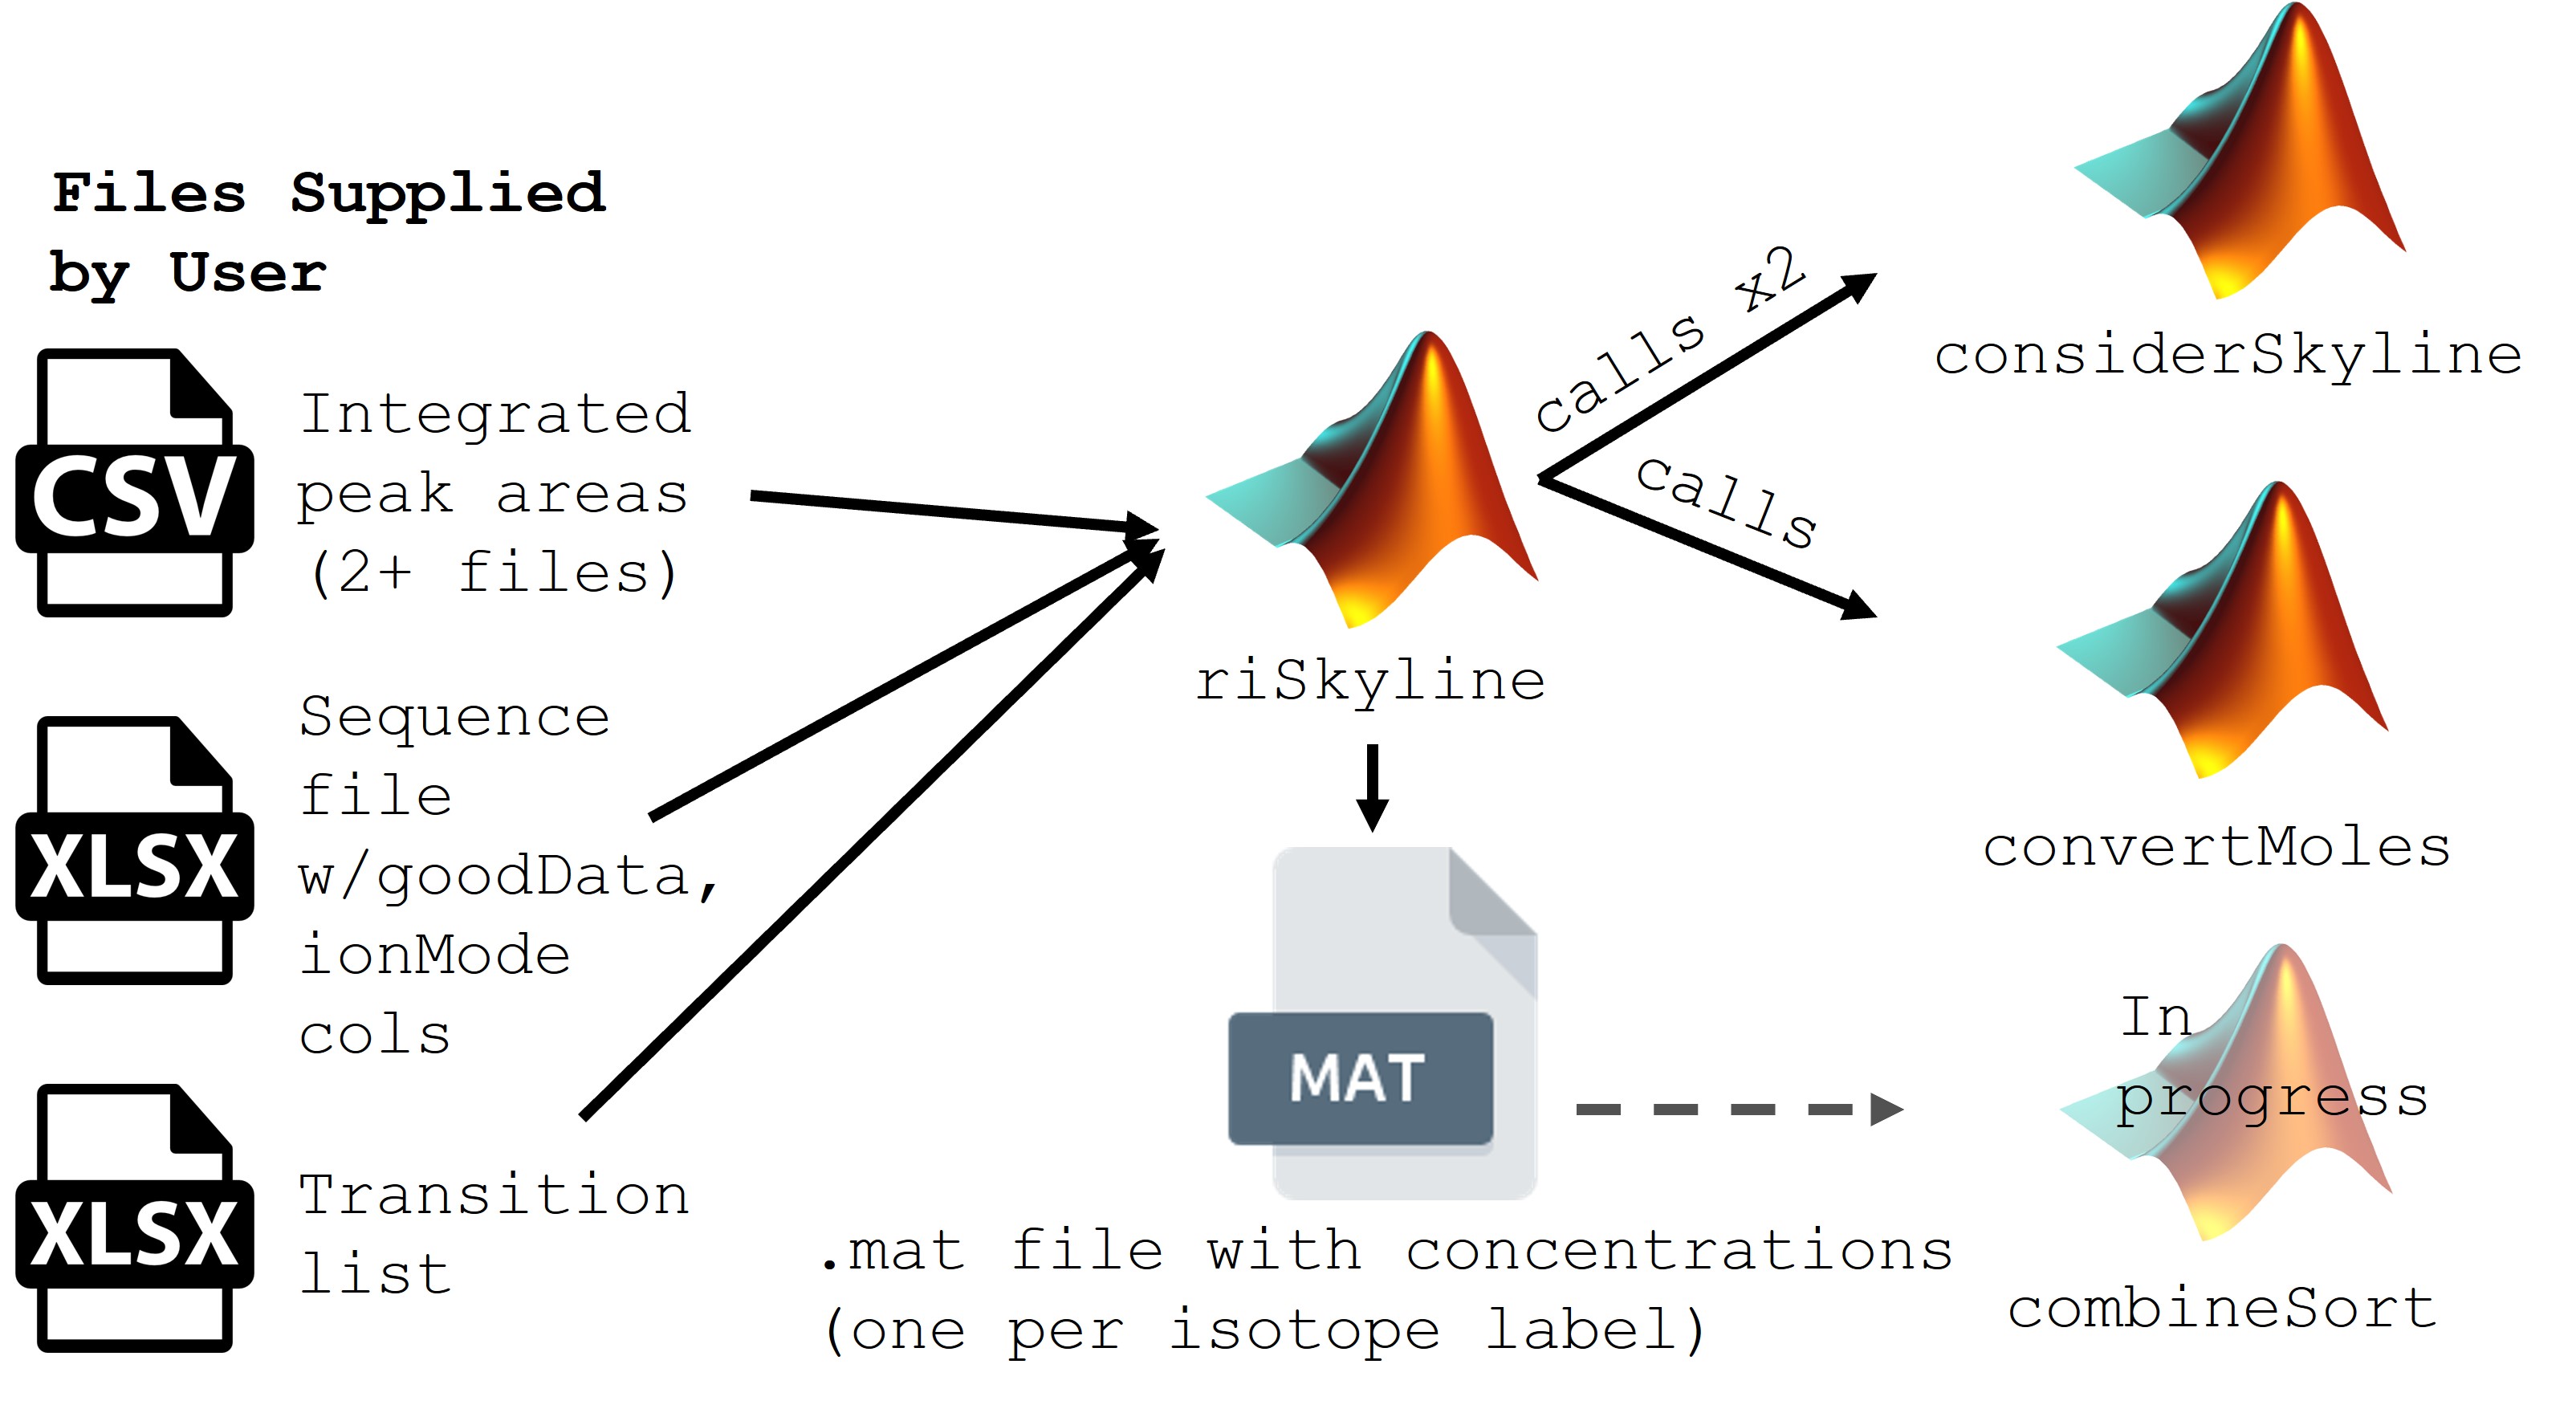 Files Supplied
by User
CSV
Integrated
peak areas
(2+ files)
XLSX
Sequence
file
w/goodData,
ionMode
cols
XLSX
Transition
list
riSkyline
calls x2
considerSkyline
calls
convertMoles
MAT
.mat file with concentrations
(one per isotope label)
In
progress
combineSort